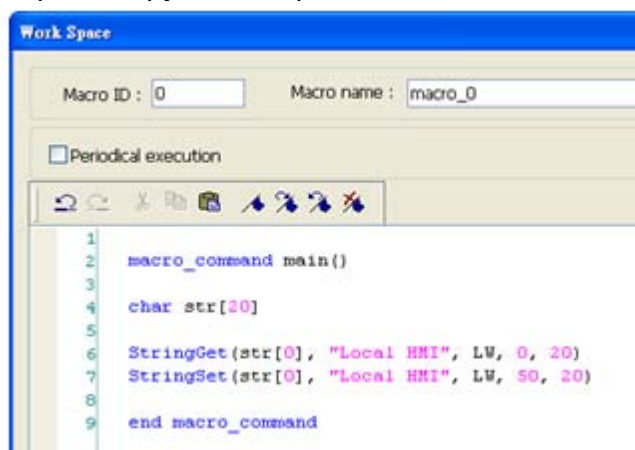 Work Space
Macro ID : 0 Macro name : macro_0
Periodical execution
1
2 macro_command main()
3
4 char str[20]
5
6 StringGet(str[0], "Local HMI", LW, 0, 20)
7 StringSet(str[0], "Local HMI", LW, 50, 20)
8
9 end macro_command